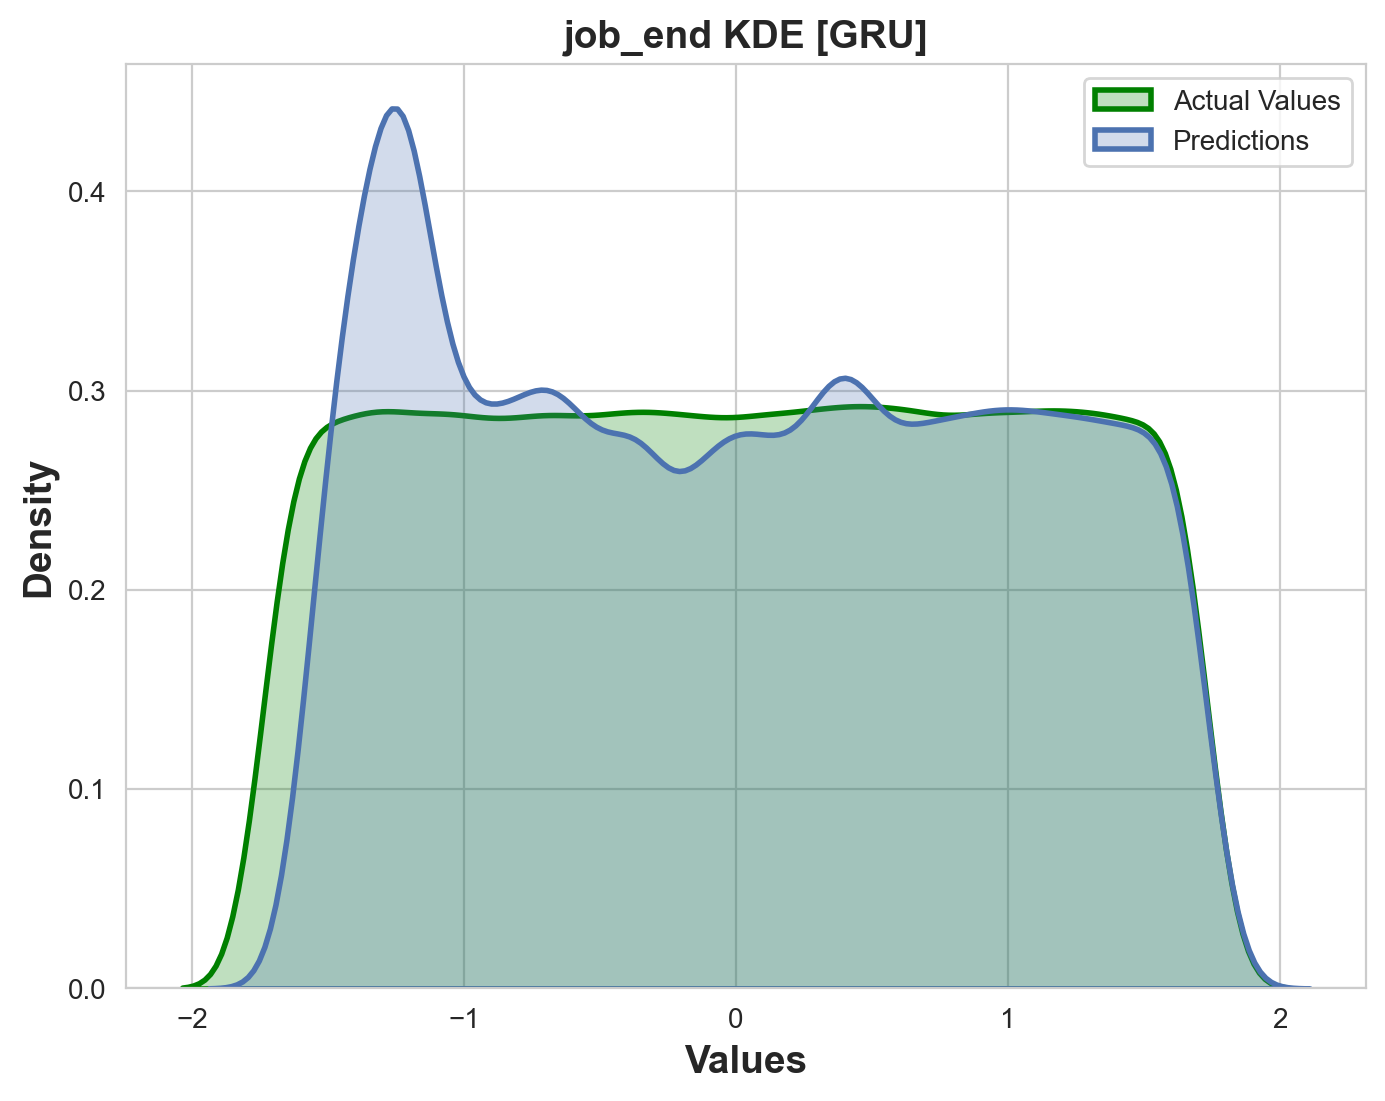 job_end KDE [GRU]
Actual Values
Predictions
Density
0.4
0.3
0.2
0.1
0.0
−2 −1 0 1 2
Values